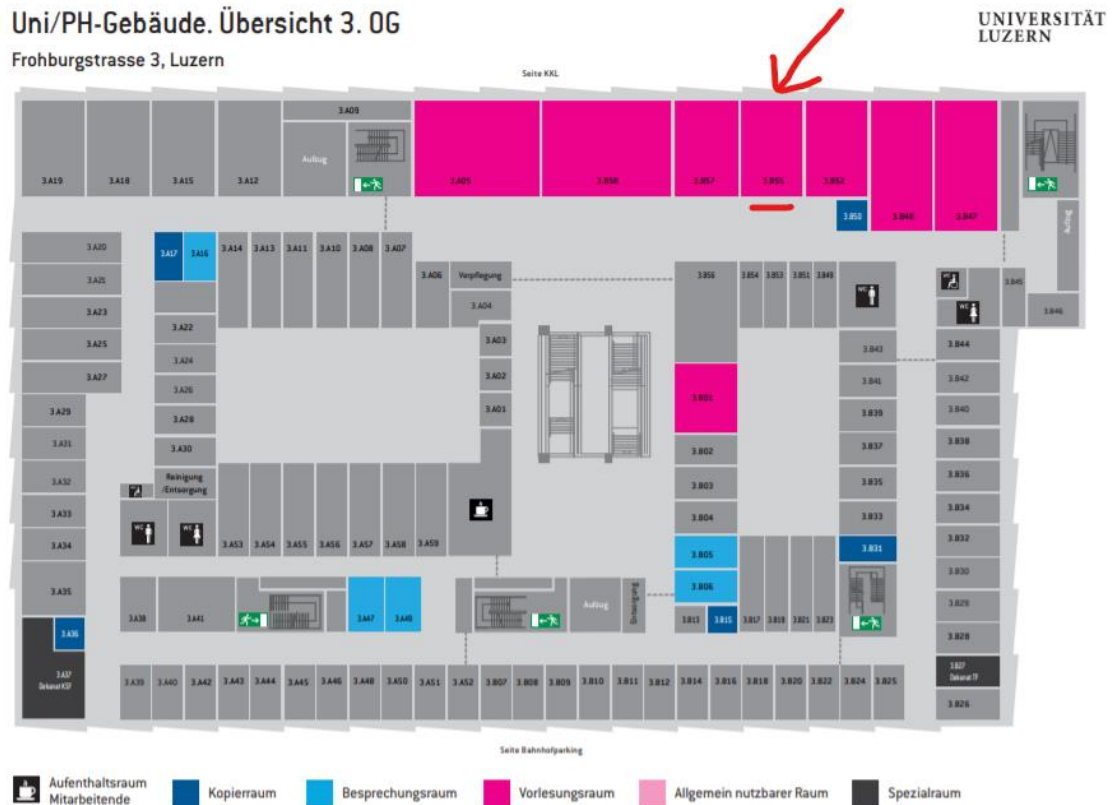 Uni/PH-Gebäude. Übersicht 3. OG
UNIVERSITÄT
LUZERN
Frohburgstrasse 3, Luzern
Seite KKL
3.A09
Aufzug
3.A19 3.A18 3.A15 3.A12 3.A05 3.B58 3.B57 3.B55 3.B52
3.B50 3.B48 3.B47
3.A20 3.A17 3.A16 3.A14 3.A13 3.A11 3.A10 3.A08 3.A07
3.A21 3.A06 Verpflegung 3.B56 3.B54 3.B53 3.B51 3.B49 WC WC 3.B45
3.A23 3.A04 WC 3.B46
3.A22
3.A25 3.A03 3.B43 3.B44
3.A24
3.A27 3.A02 3.B41 3.B42
3.A26
3.A29 3.A28 3.A01 3.B01 3.B39 3.B40
3.A31 3.A30 3.B02 3.B37 3.B38
3.A32 Reinigung
/Entsorgung 3.B03 3.B35 3.B36
3.A33 WC WC 3.B04 3.B33 3.B34
3.A34 3.A53 3.A54 3.A55 3.A56 3.A57 3.A58 3.A59 3.B05 3.B31 3.B32
3.A35 3.B06 3.B30
Aufzug Entsorgung 3.B29
3.A38 3.A41 3.A47 3.A49 3.B13 3.B15 3.B17 3.B19 3.B21 3.B23
3.A36 3.B28
3.A37
Dekanat KSF
3.B27
Dekanat TF
3.A39 3.A40 3.A42 3.A43 3.A44 3.A45 3.A46 3.A48 3.A50 3.A51 3.A52 3.B07 3.B08 3.B09 3.B10 3.B11 3.B12 3.B14 3.B16 3.B18 3.B20 3.B22 3.B24 3.B25
3.B26
Seite Bahnhofparking
Aufenthaltsraum
Mitarbeitende
Kopierraum
Besprechungsraum
Vorlesungsraum
Allgemein nutzbarer Raum
Spezialraum